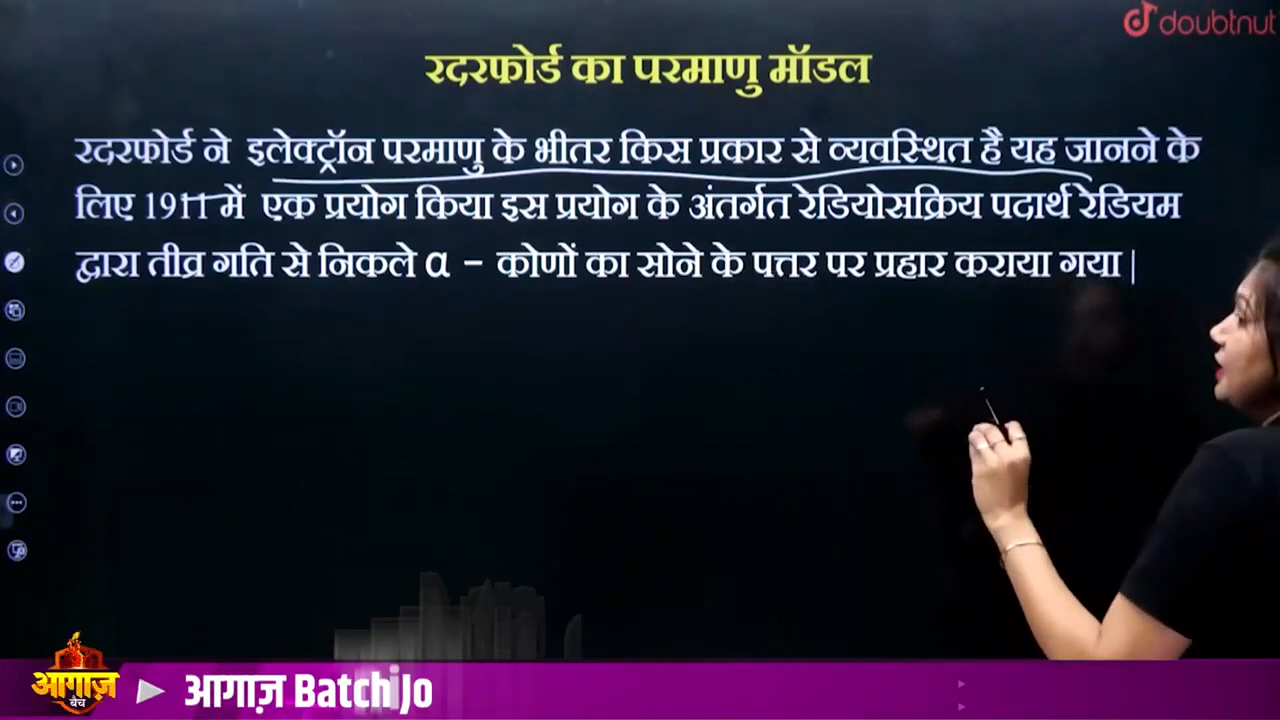 doubtnut
रदरफोर्ड का परमाणु मॉडल
रदरफोर्ड ने इलेक्ट्रॉन परमाणु के भीतर किस प्रकार से व्यवस्थित है यह जानने के
लिए 1911 में एक प्रयोग किया इस प्रयोग के अंतर्गत रेडियोसक्रिय पदार्थ रेडियम
द्वारा तीव्र गति से निकले α – कोणों का सोने के पत्तर पर प्रहार कराया गया |
आगाज़
बैच
आगाज़ Batch Jo